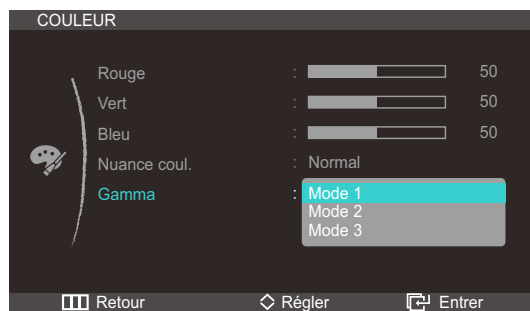 COULEUR
Rouge : 50
Vert : 50
Bleu : 50
Nuance coul. : Normal
Gamma : Mode 1
Mode 2
Mode 3
Retour Régler Entrer